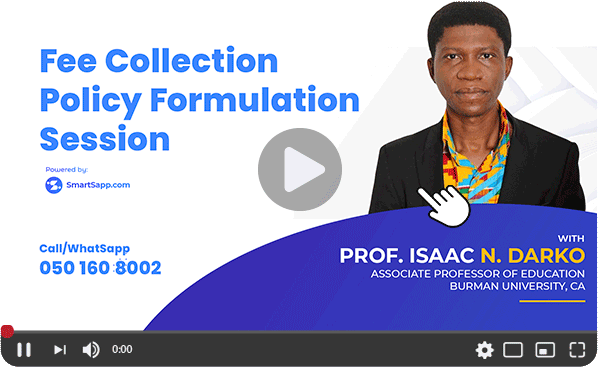 Fee Collection
Policy Formulation
Session
Powered by:
SmartSapp.com
Call/WhatsApp
050 160 8002
WITH
PROF. ISAAC N. DARKO
ASSOCIATE PROFESSOR OF EDUCATION
BURMAN UNIVERSITY, CA
0:00